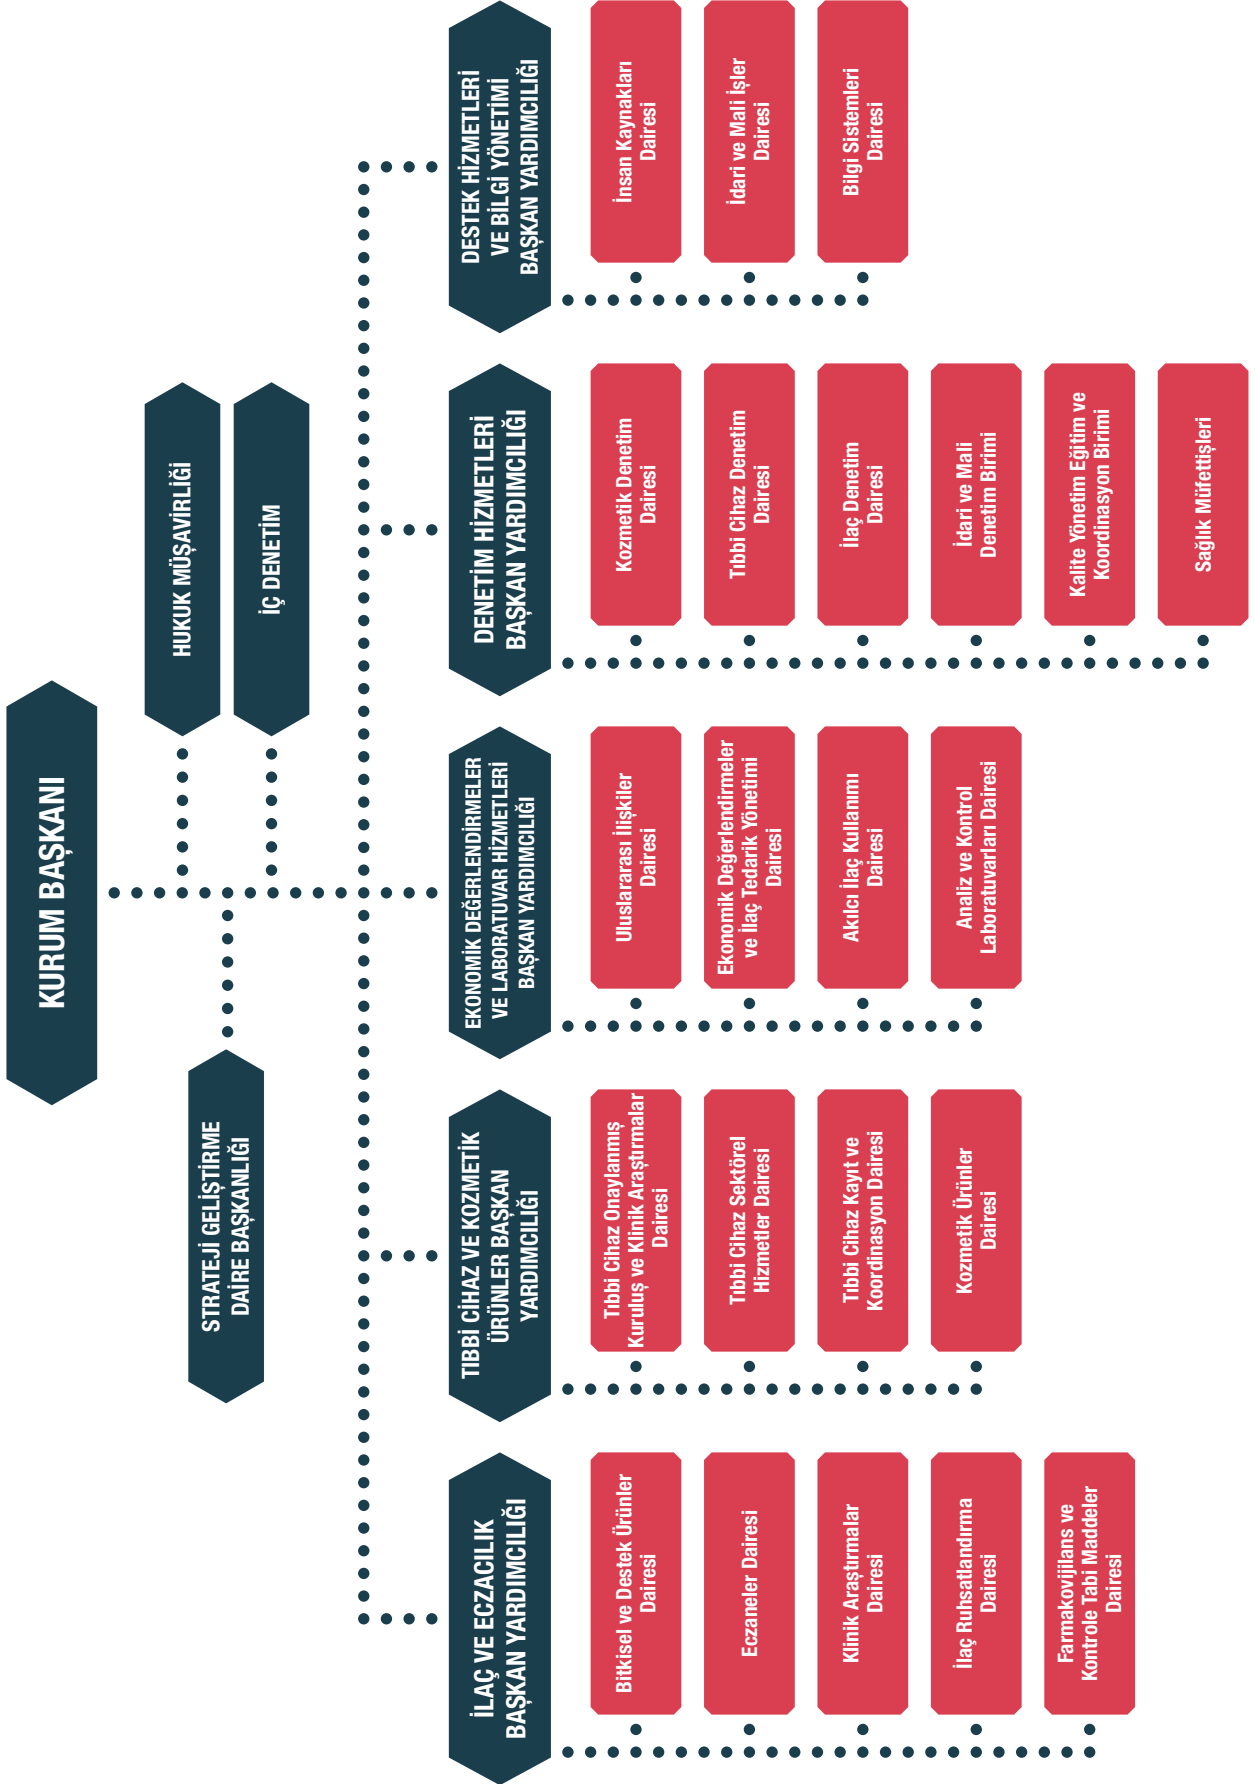 KURUM BAŞKANI
HUKUK MÜŞAVİRLİĞİ
STRATEJİ GELİŞTİRME
DAİRE BAŞKANLIĞI
İÇ DENETİM
İLAÇ VE ECZACILIK
BAŞKAN YARDIMCILIĞI
Bitkisel ve Destek Ürünler
Dairesi
Eczaneler Dairesi
Klinik Araştırmalar
Dairesi
İlaç Ruhsatlandırma
Dairesi
Farmakovijilans ve
Kontrole Tabi Maddeler
Dairesi
TIBBİ CİHAZ VE KOZMETİK
ÜRÜNLER BAŞKAN
YARDIMCILIĞI
Tıbbi Cihaz Onaylanmış
Kuruluş ve Klinik Araştırmalar
Dairesi
Tıbbi Cihaz Sektörel
Hizmetler Dairesi
Tıbbi Cihaz Kayıt ve
Koordinasyon Dairesi
Kozmetik Ürünler
Dairesi
EKONOMİK DEĞERLENDİRMELER
VE LABORATUVAR HİZMETLERİ
BAŞKAN YARDIMCILIĞI
Uluslararası İlişkiler
Dairesi
Ekonomik Değerlendirmeler
ve İlaç Tedarik Yönetimi
Dairesi
Akılcı İlaç Kullanımı
Dairesi
Analiz ve Kontrol
Laboratuvarları Dairesi
DENETİM HİZMETLERİ
BAŞKAN YARDIMCILIĞI
Kozmetik Denetim
Dairesi
Tıbbi Cihaz Denetim
Dairesi
İlaç Denetim
Dairesi
İdari ve Mali
Denetim Birimi
Kalite Yönetim Eğitim ve
Koordinasyon Birimi
Sağlık Müfettişleri
DESTEK HİZMETLERİ
VE BİLGİ YÖNETİMİ
BAŞKAN YARDIMCILIĞI
İnsan Kaynakları
Dairesi
İdari ve Mali İşler
Dairesi
Bilgi Sistemleri
Dairesi